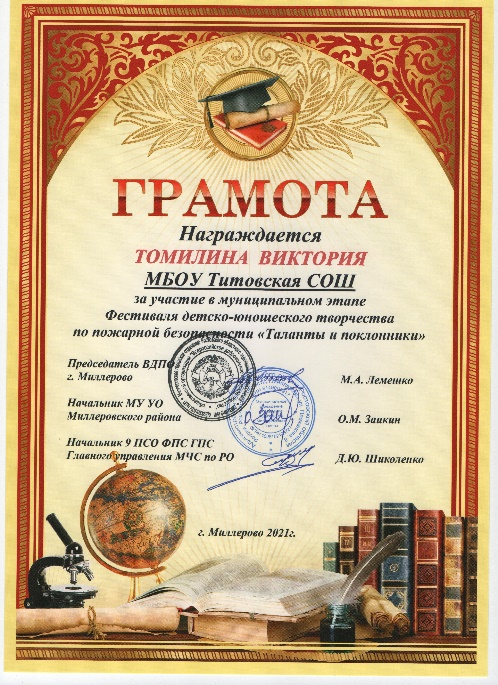 ГРАМОТА
Награждается
ТОМИЛИНА ВИКТОРИЯ
МБОУ Титовская СОШ
за участие в муниципальном этапе
Фестиваля детско-юношеского творчества
по пожарной безопасности «Таланты и поклонники»
Председатель ВДПО
г. Миллерово М.А. Лемешко
Начальник МУ УО
Миллеровского района О.М. Заикин
Начальник 9 ПСО ФПС ГПС
Главного управления МЧС по РО Д.Ю. Шиколенко
г. Миллерово 2021г.